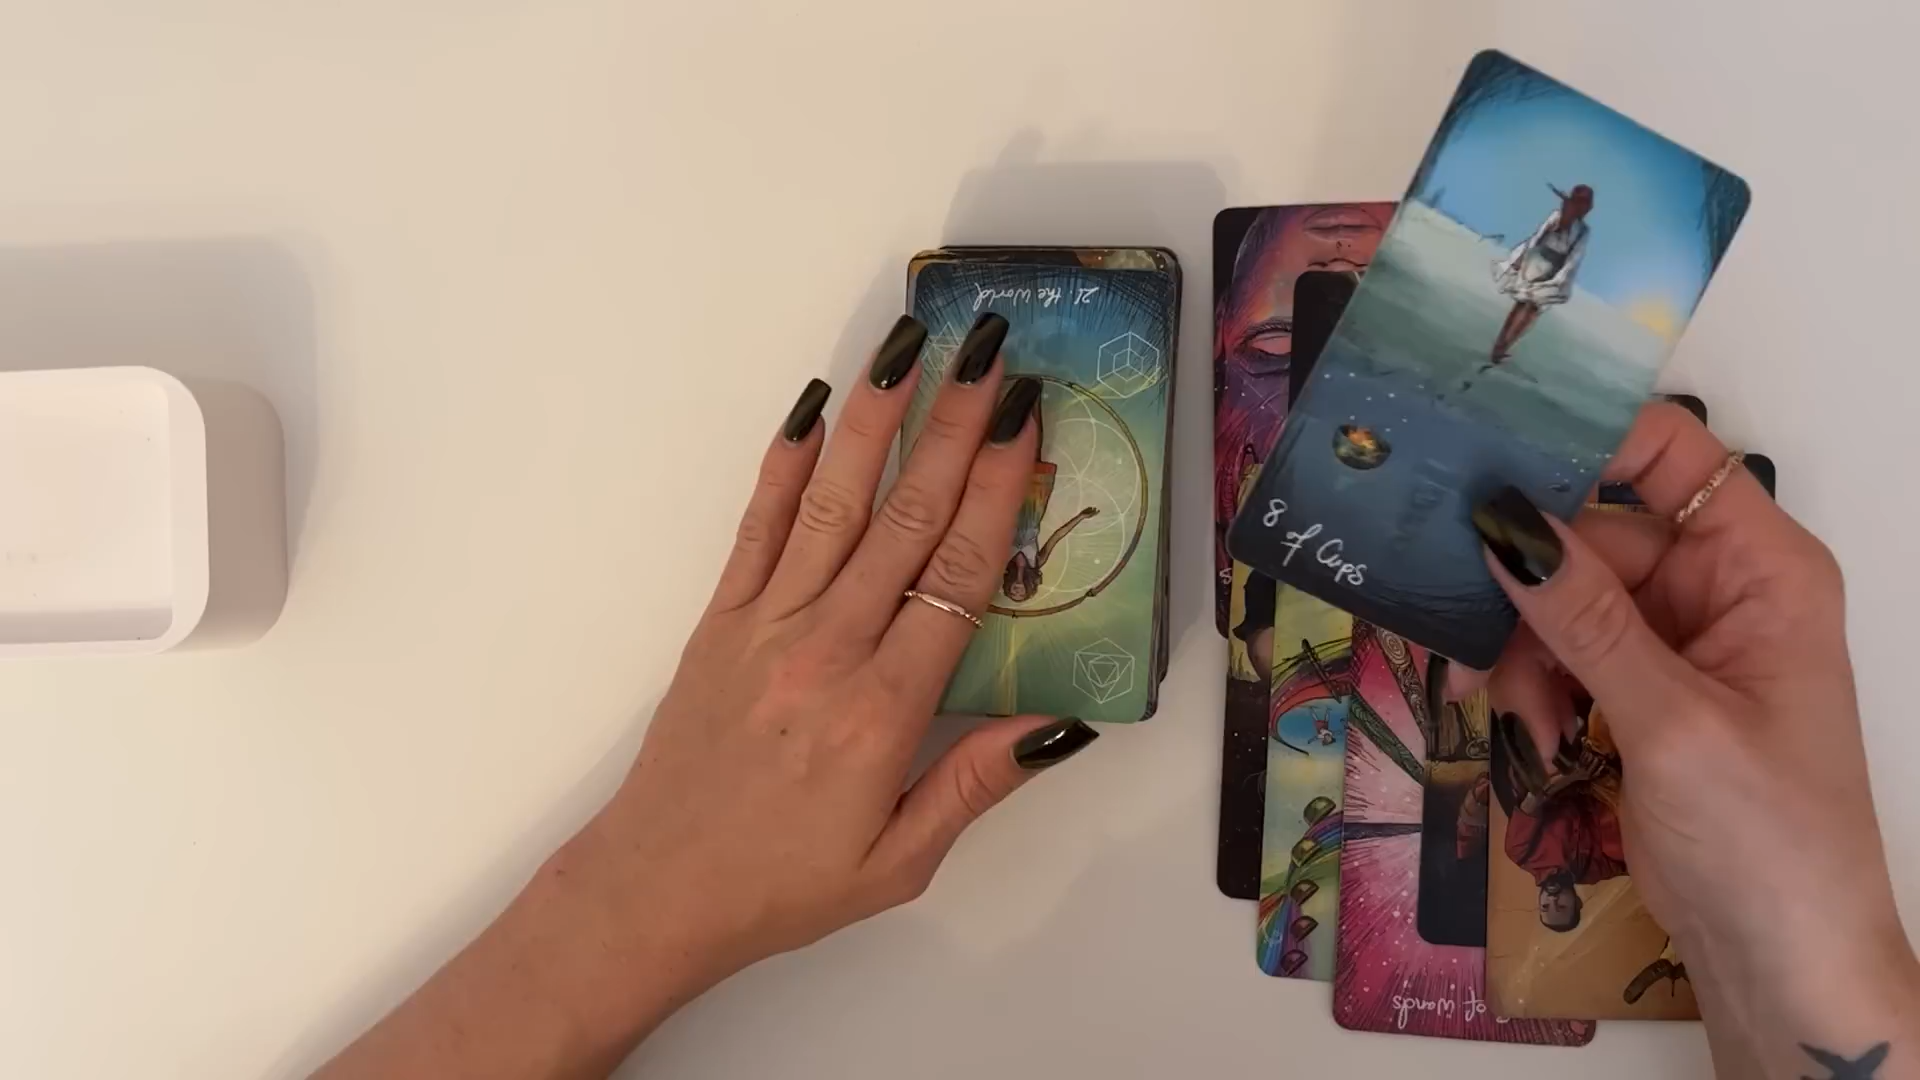 21. the World
8 of Cups
of wands